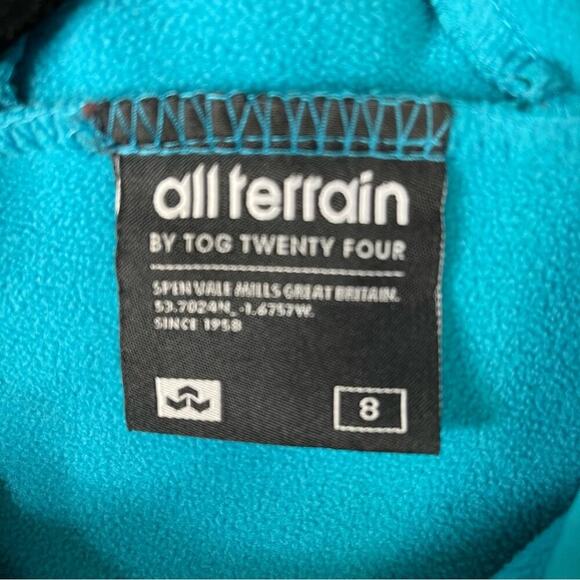 all terrain
BY TOG TWENTY FOUR
SPEN VALE MILLS GREAT BRITAIN.
53.7024N, -1.6757W.
SINCE 1958
8